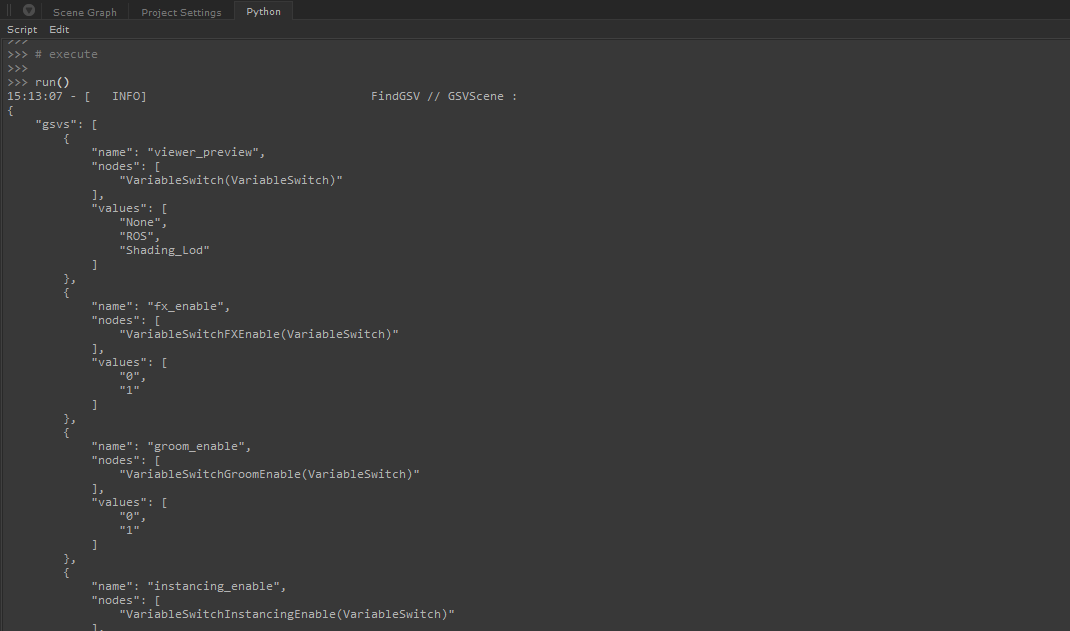 Scene Graph Project Settings Python
Script Edit
>>>
>>> # execute
>>>
>>> run()
15:13:07 - [   INFO]                                FindGSV // GSVScene :
{
    "gsvs": [
        {
            "name": "viewer_preview",
            "nodes": [
                "VariableSwitch(VariableSwitch)"
            ],
            "values": [
                "None",
                "ROS",
                "Shading_Lod"
            ]
        },
        {
            "name": "fx_enable",
            "nodes": [
                "VariableSwitchFXEnable(VariableSwitch)"
            ],
            "values": [
                "0",
                "1"
            ]
        },
        {
            "name": "groom_enable",
            "nodes": [
                "VariableSwitchGroomEnable(VariableSwitch)"
            ],
            "values": [
                "0",
                "1"
            ]
        },
        {
            "name": "instancing_enable",
            "nodes": [
                "VariableSwitchInstancingEnable(VariableSwitch)"
            ],